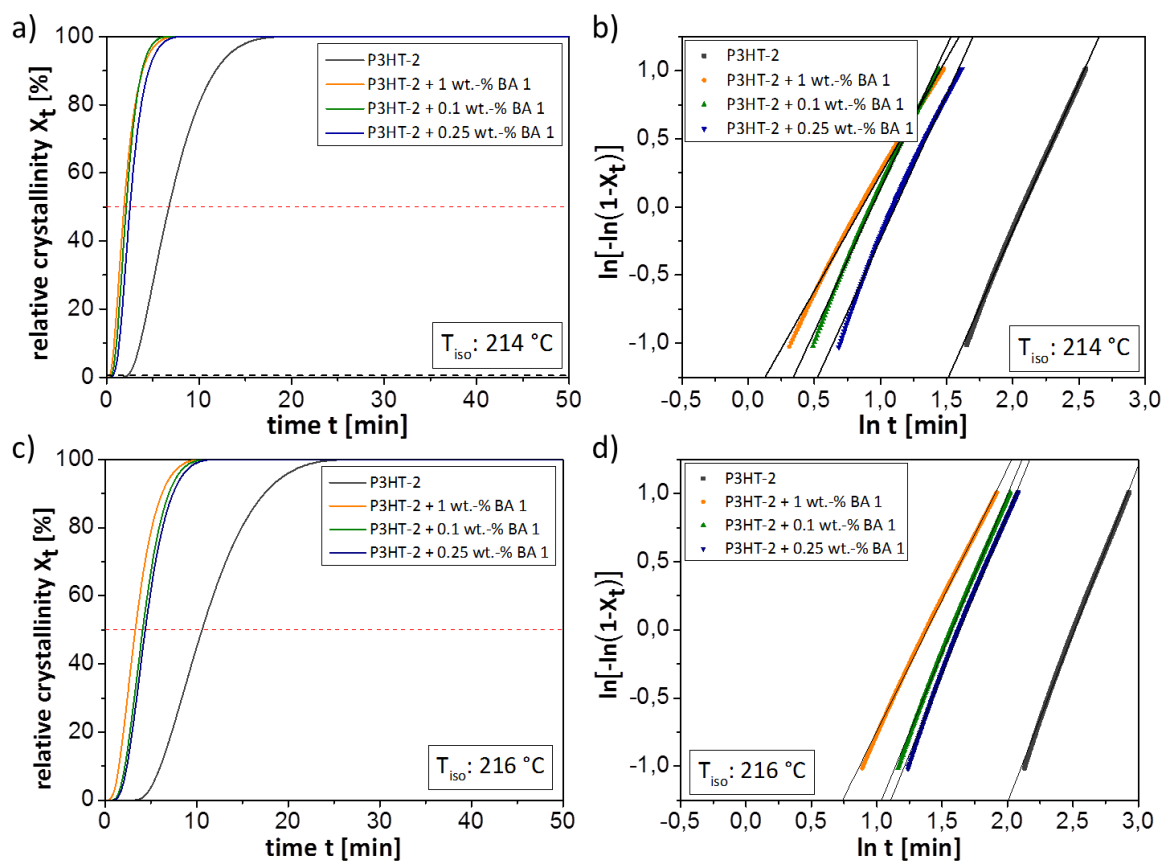 a)
relative crystallinity Xt [%]
100
80
60
40
20
0
P3HT-2
P3HT-2 + 1 wt.-% BA 1
P3HT-2 + 0.1 wt.-% BA 1
P3HT-2 + 0.25 wt.-% BA 1
Tiso: 214 °C
0 10 20 30 40 50
time t [min]
b)
ln[-ln(1-Xt)]
1,0
0,5
0,0
-0,5
-1,0
P3HT-2
P3HT-2 + 1 wt.-% BA 1
P3HT-2 + 0.1 wt.-% BA 1
P3HT-2 + 0.25 wt.-% BA 1
Tiso: 214 °C
-0,5 0,0 0,5 1,0 1,5 2,0 2,5 3,0
ln t [min]
c)
relative crystallinity Xt [%]
100
80
60
40
20
0
P3HT-2
P3HT-2 + 1 wt.-% BA 1
P3HT-2 + 0.1 wt.-% BA 1
P3HT-2 + 0.25 wt.-% BA 1
Tiso: 216 °C
0 10 20 30 40 50
time t [min]
d)
ln[-ln(1-Xt)]
1,0
0,5
0,0
-0,5
-1,0
P3HT-2
P3HT-2 + 1 wt.-% BA 1
P3HT-2 + 0.1 wt.-% BA 1
P3HT-2 + 0.25 wt.-% BA 1
Tiso: 216 °C
-0,5 0,0 0,5 1,0 1,5 2,0 2,5 3,0
ln t [min]